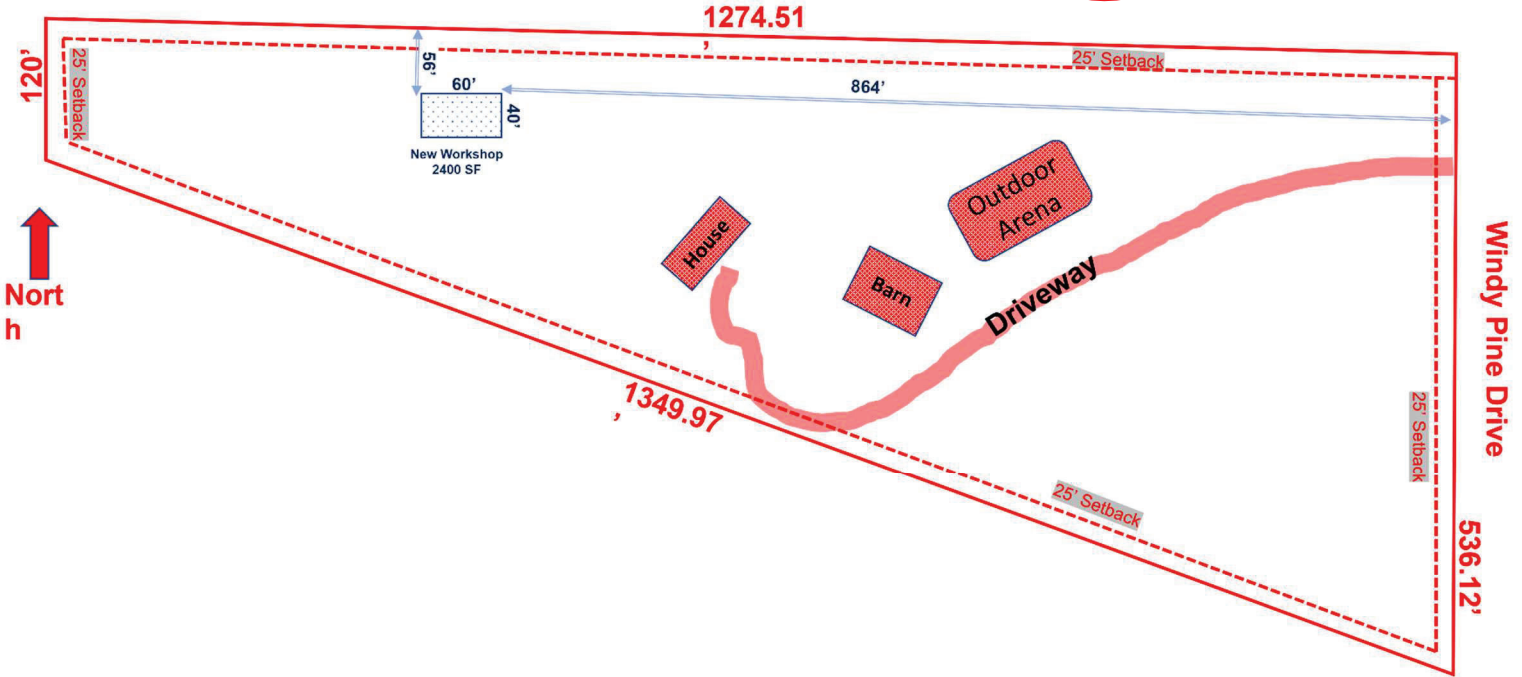 1274.51
’
120’
25’ Setback
56’
25’ Setback
60’
864’
40’
New Workshop
2400 SF
Outdoor
Arena
House
Barn
Driveway
Nort
h
Windy Pine Drive
1349.97
’
25’ Setback
25’ Setback
536.12’